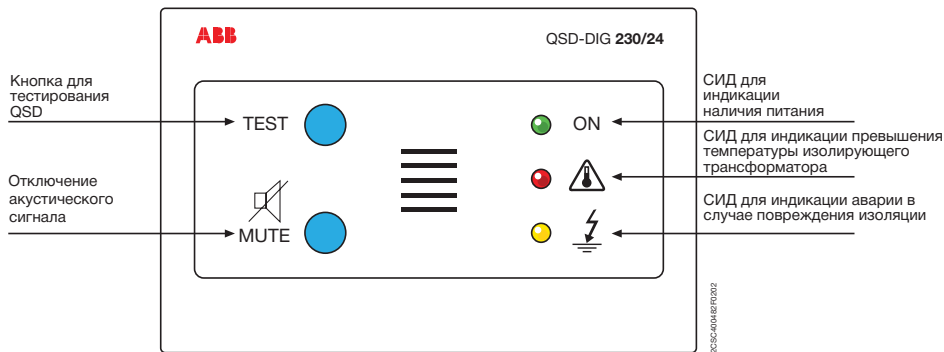 ABB
QSD-DIG 230/24
Кнопка для
тестирования
QSD
TEST
Отключение
акустического
сигнала
MUTE
ON
СИД для
индикации
наличия питания
СИД для индикации превышения
температуры изолирующего
трансформатора
СИД для индикации аварии в
случае повреждения изоляции
2CSC400482F0202